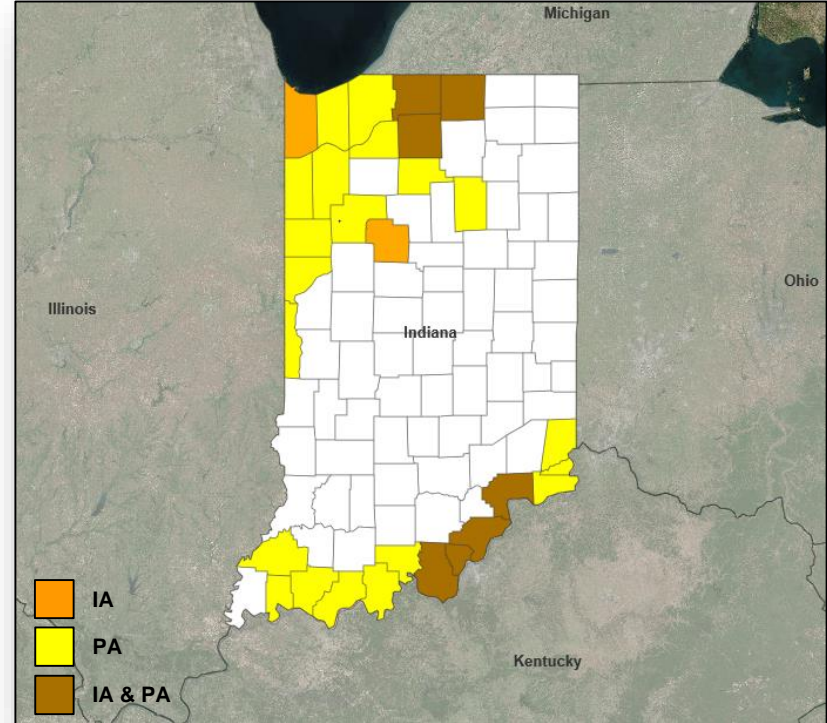 Michigan
Ohio
Illinois
Indiana
Kentucky
IA
PA
IA & PA